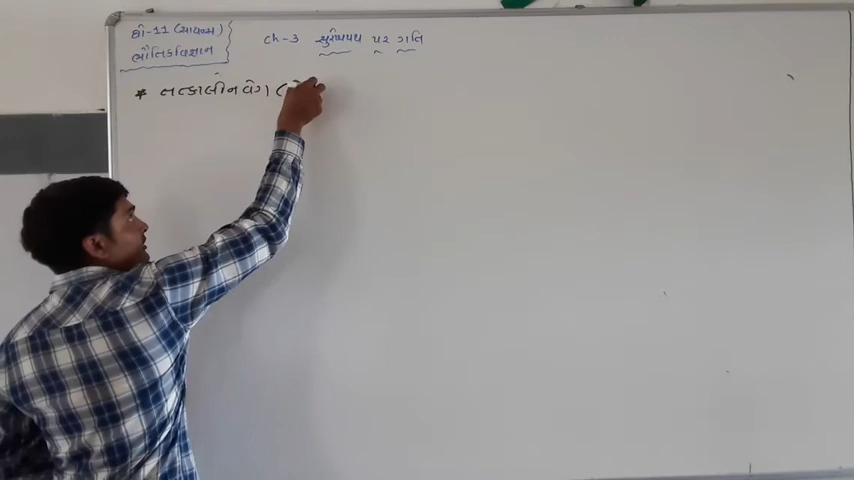 ધો-11 (સાયન્સ)
ભૌતિકવિજ્ઞાન
Ch-3 સુરેખપથ પર ગતિ
* તત્કાલીન વેગ (